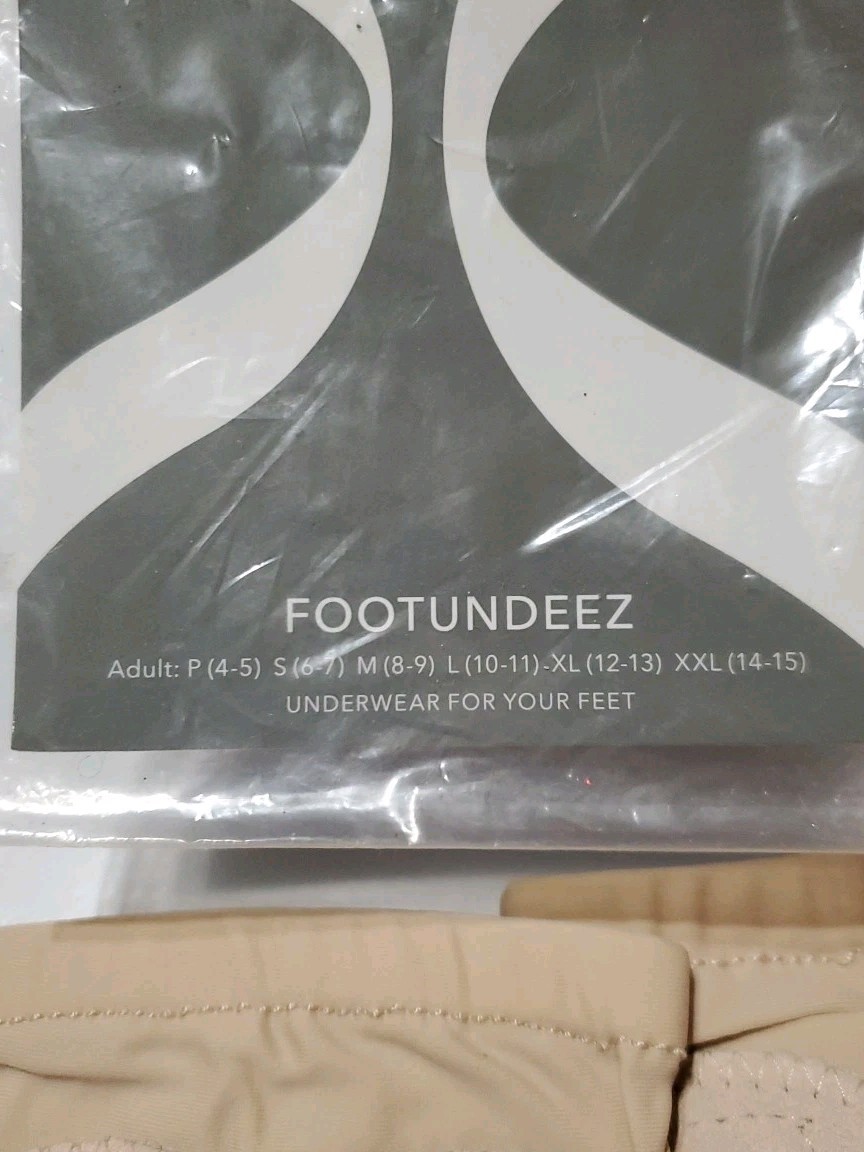 FOOTUNDEEZ
Adult: P (4-5) S (6-7) M (8-9) L (10-11)-XL (12-13) XXL (14-15)
UNDERWEAR FOR YOUR FEET